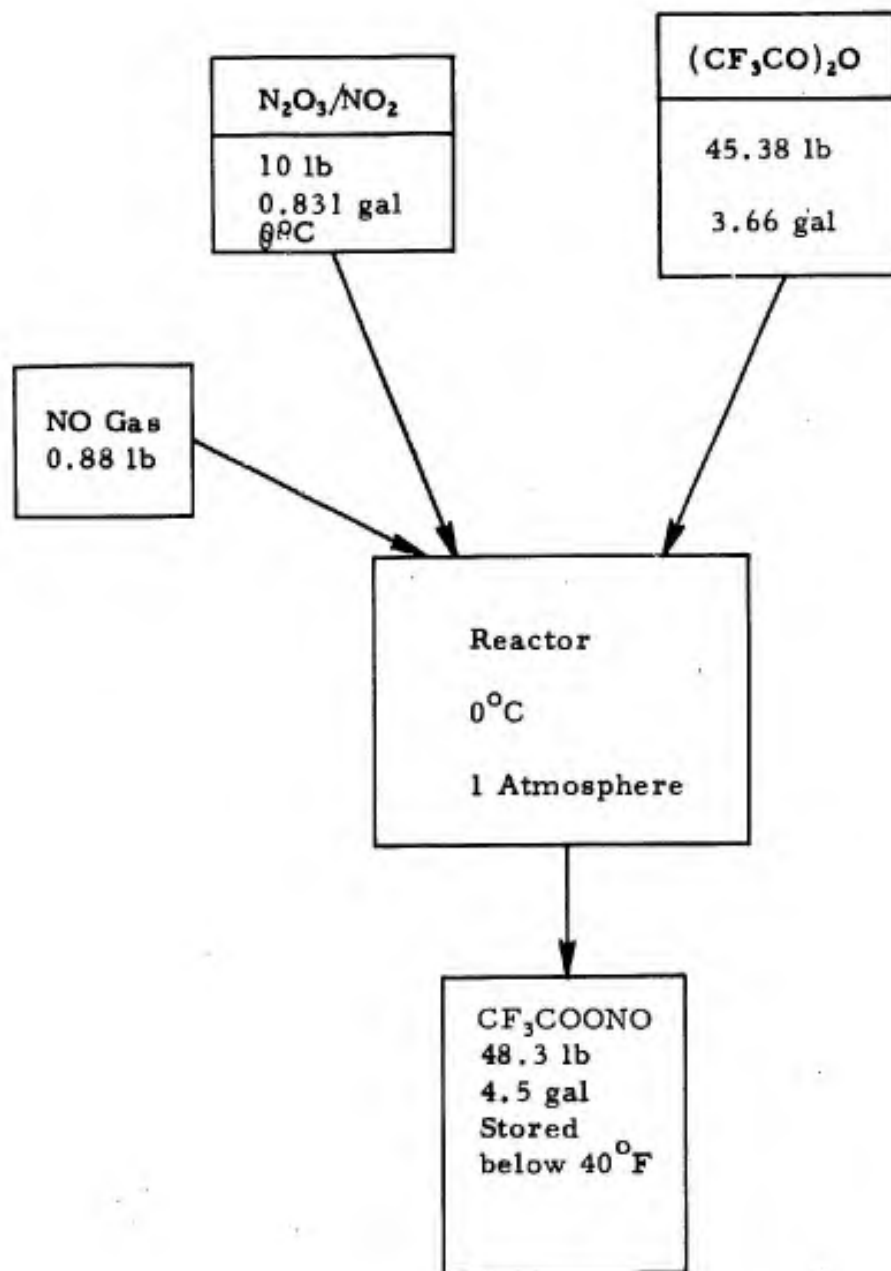 N₂O₃/NO₂
10 lb
0.831 gal
0°C
(CF₃CO)₂O
45.38 lb
3.66 gal
NO Gas
0.88 lb
Reactor
0°C
1 Atmosphere
CF₃COONO
48.3 lb
4.5 gal
Stored
below 40°F